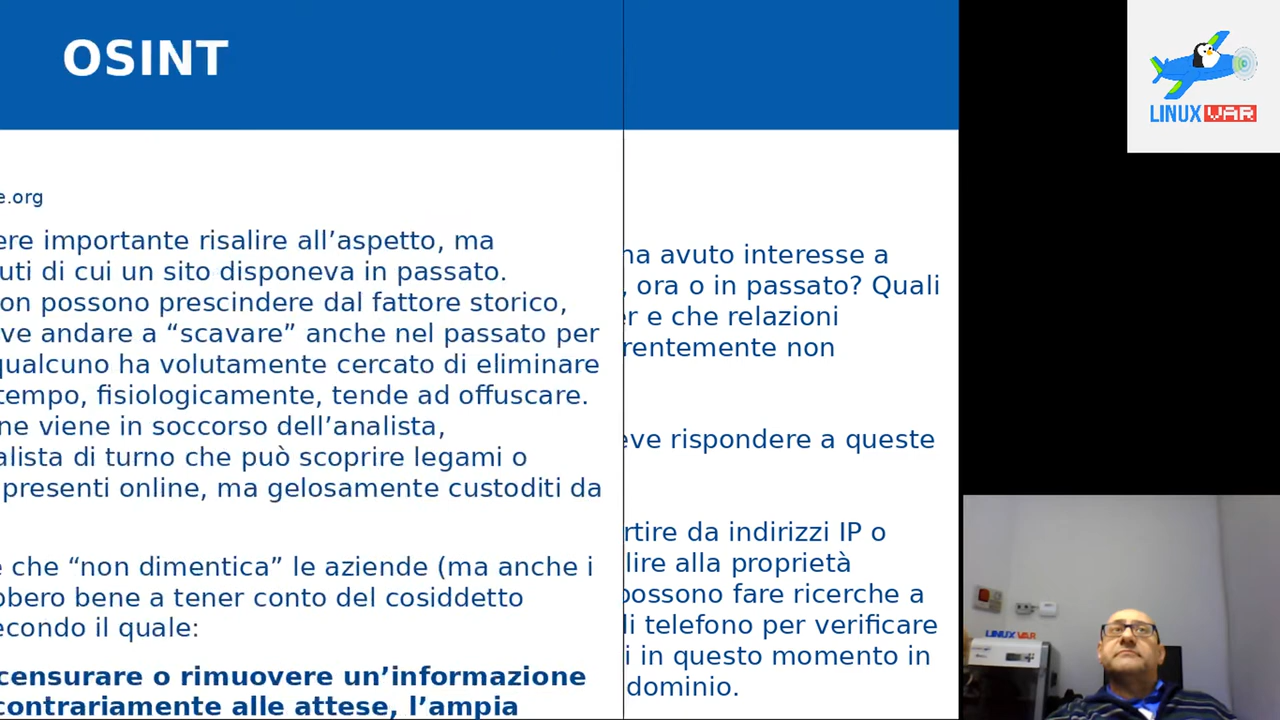 OSINT
e.org
ere importante risalire all’aspetto, ma
uti di cui un sito disponeva in passato.
on possono prescindere dal fattore storico,
ve andare a “scavare” anche nel passato per
qualcuno ha volutamente cercato di eliminare
tempo, fisiologicamente, tende ad offuscare.
ne viene in soccorso dell’analista,
alista di turno che può scoprire legami o
presenti online, ma gelosamente custoditi da
e che “non dimentica” le aziende (ma anche i
bbero bene a tener conto del cosiddetto
econdo il quale:
censurare o rimuovere un’informazione
contrariamente alle attese, l’ampia
na avuto interesse a
, ora o in passato? Quali
er e che relazioni
rentemente non
eve rispondere a queste
rtire da indirizzi IP o
lire alla proprietà
possono fare ricerche a
li telefono per verificare
i in questo momento in
dominio.
LINUX VAR
LINUX VAR